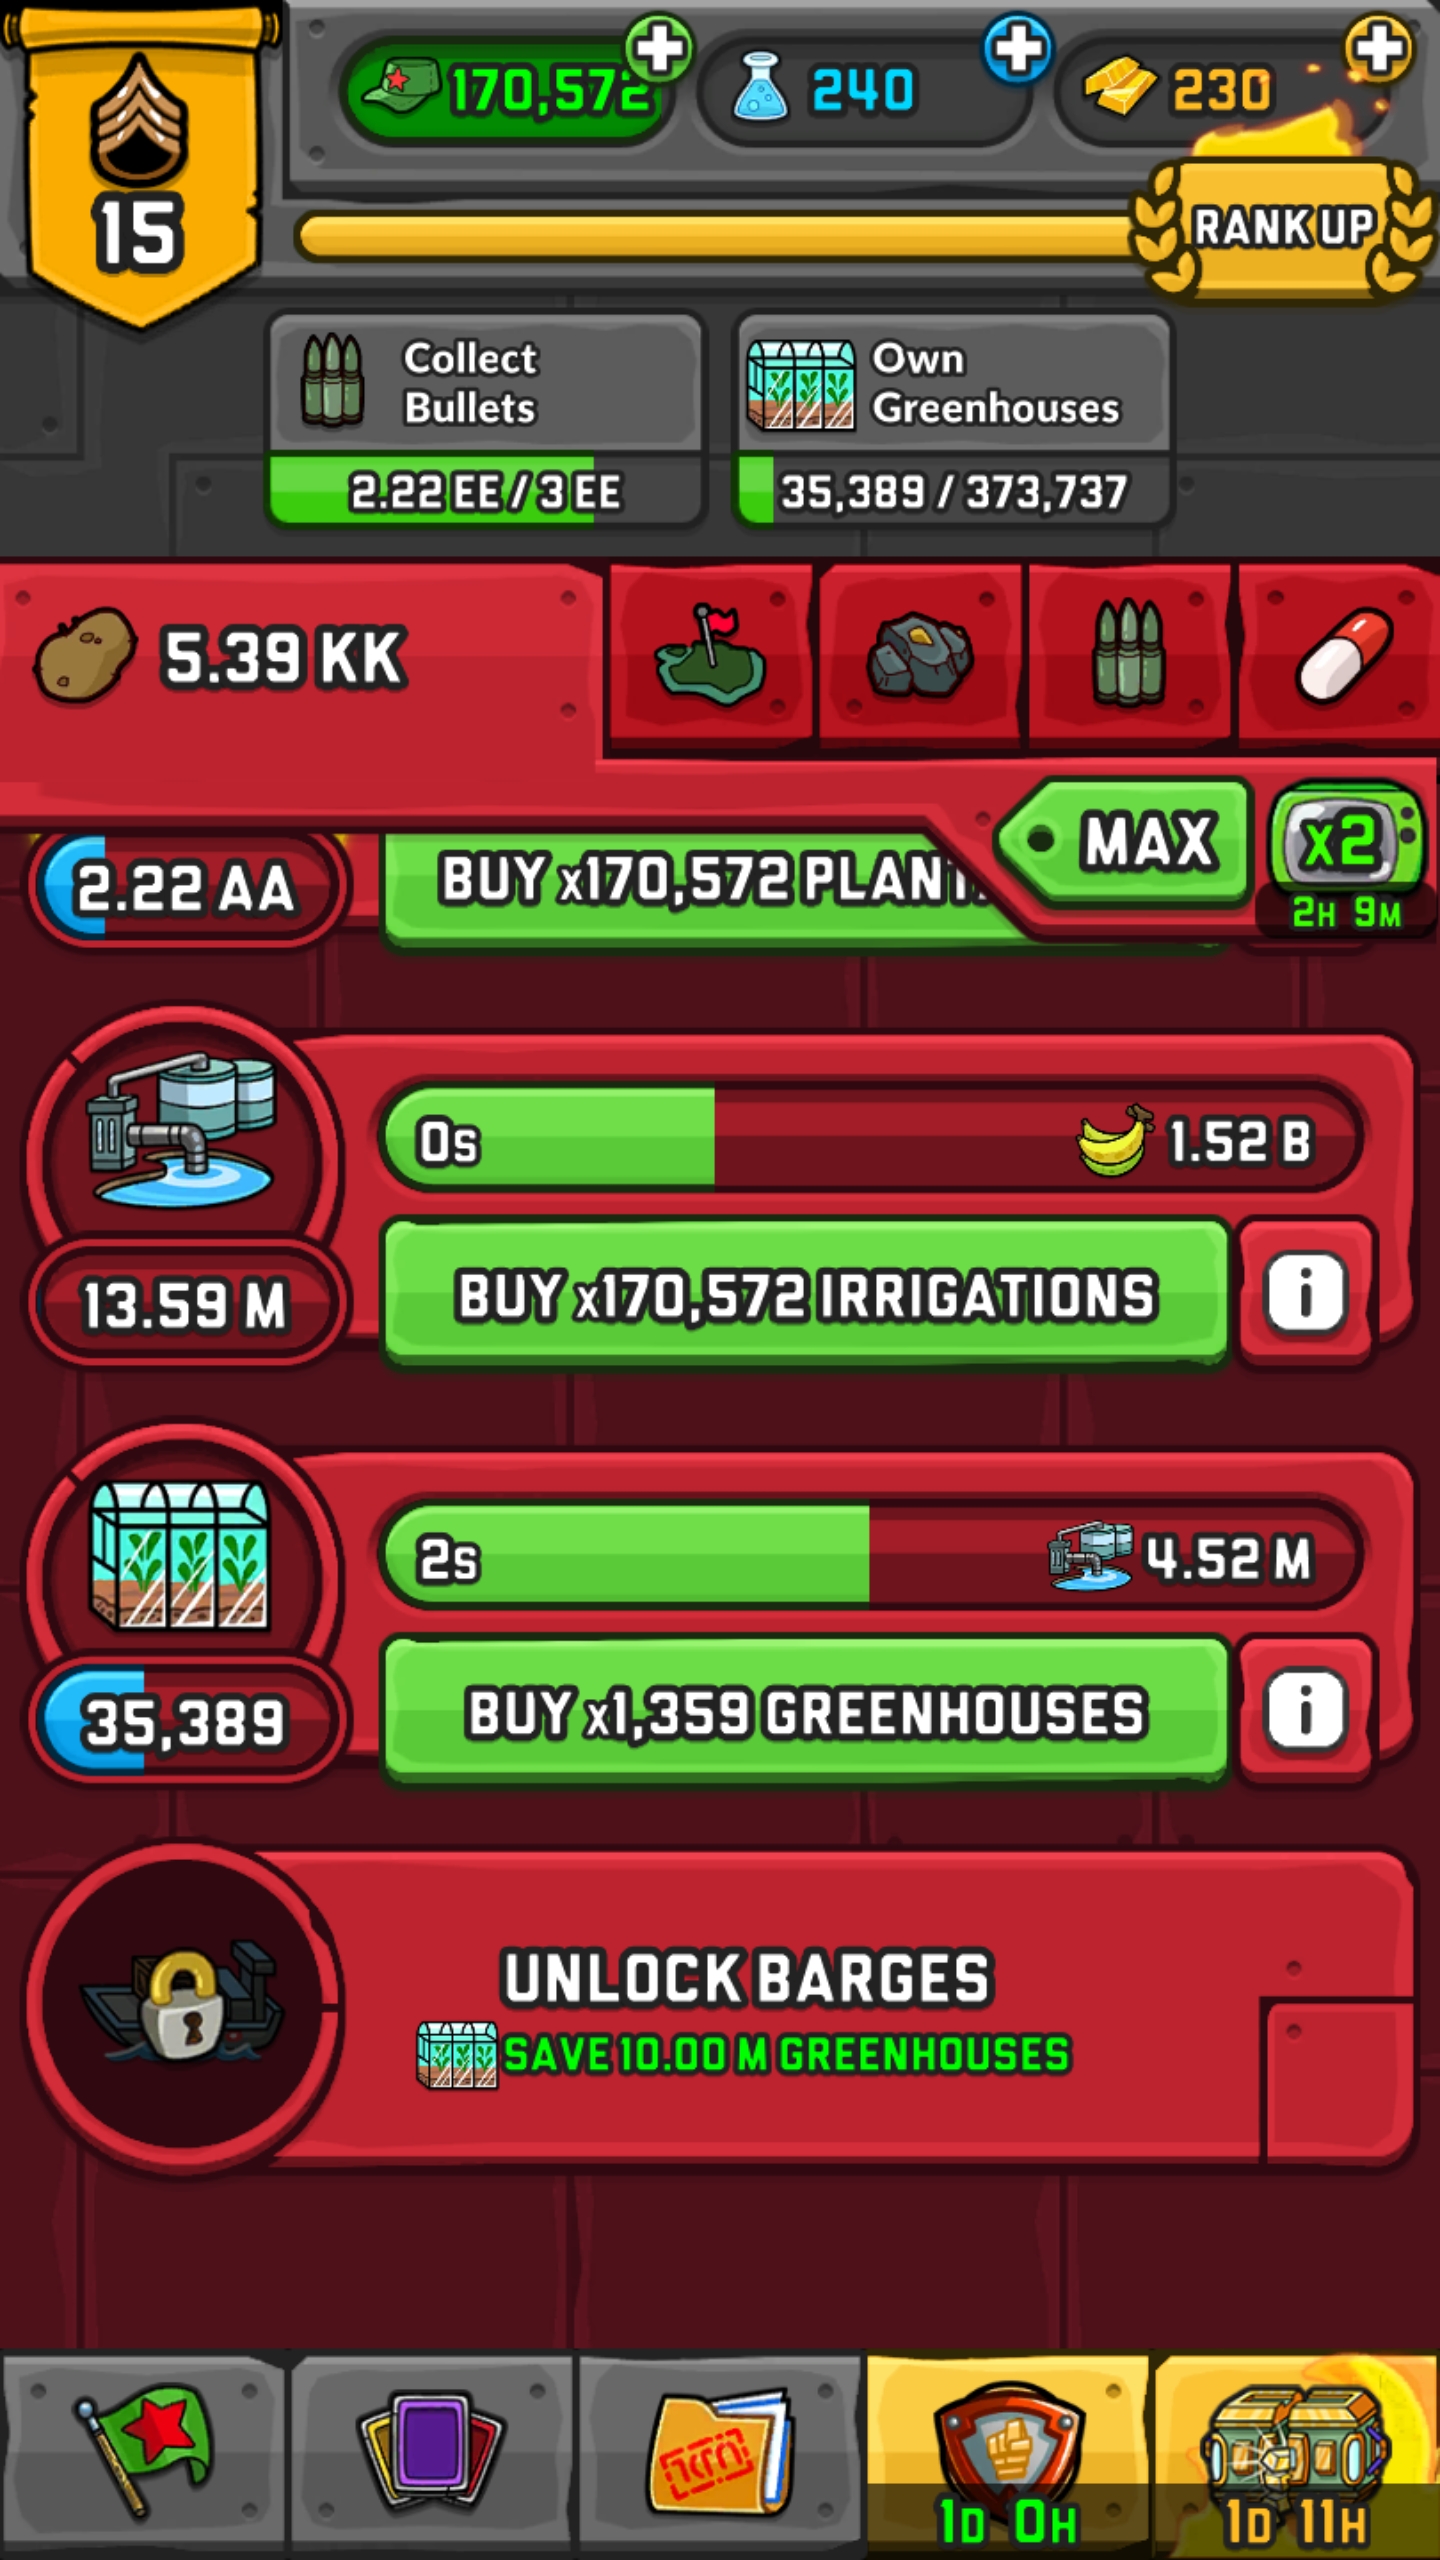 170,572
240
230
15
RANK UP
Collect
Bullets
2.22 EE / 3 EE
Own
Greenhouses
35,389 / 373,737
5.39 KK
MAX
x2
2H 9M
2.22 AA
BUY x170,572
0s
1.52 B
13.59 M
BUY x170,572 IRRIGATIONS
2s
4.52 M
35,389
BUY x1,359 GREENHOUSES
UNLOCK BARGES
SAVE 10.00 M GREENHOUSES
1D 0H
1D 11H